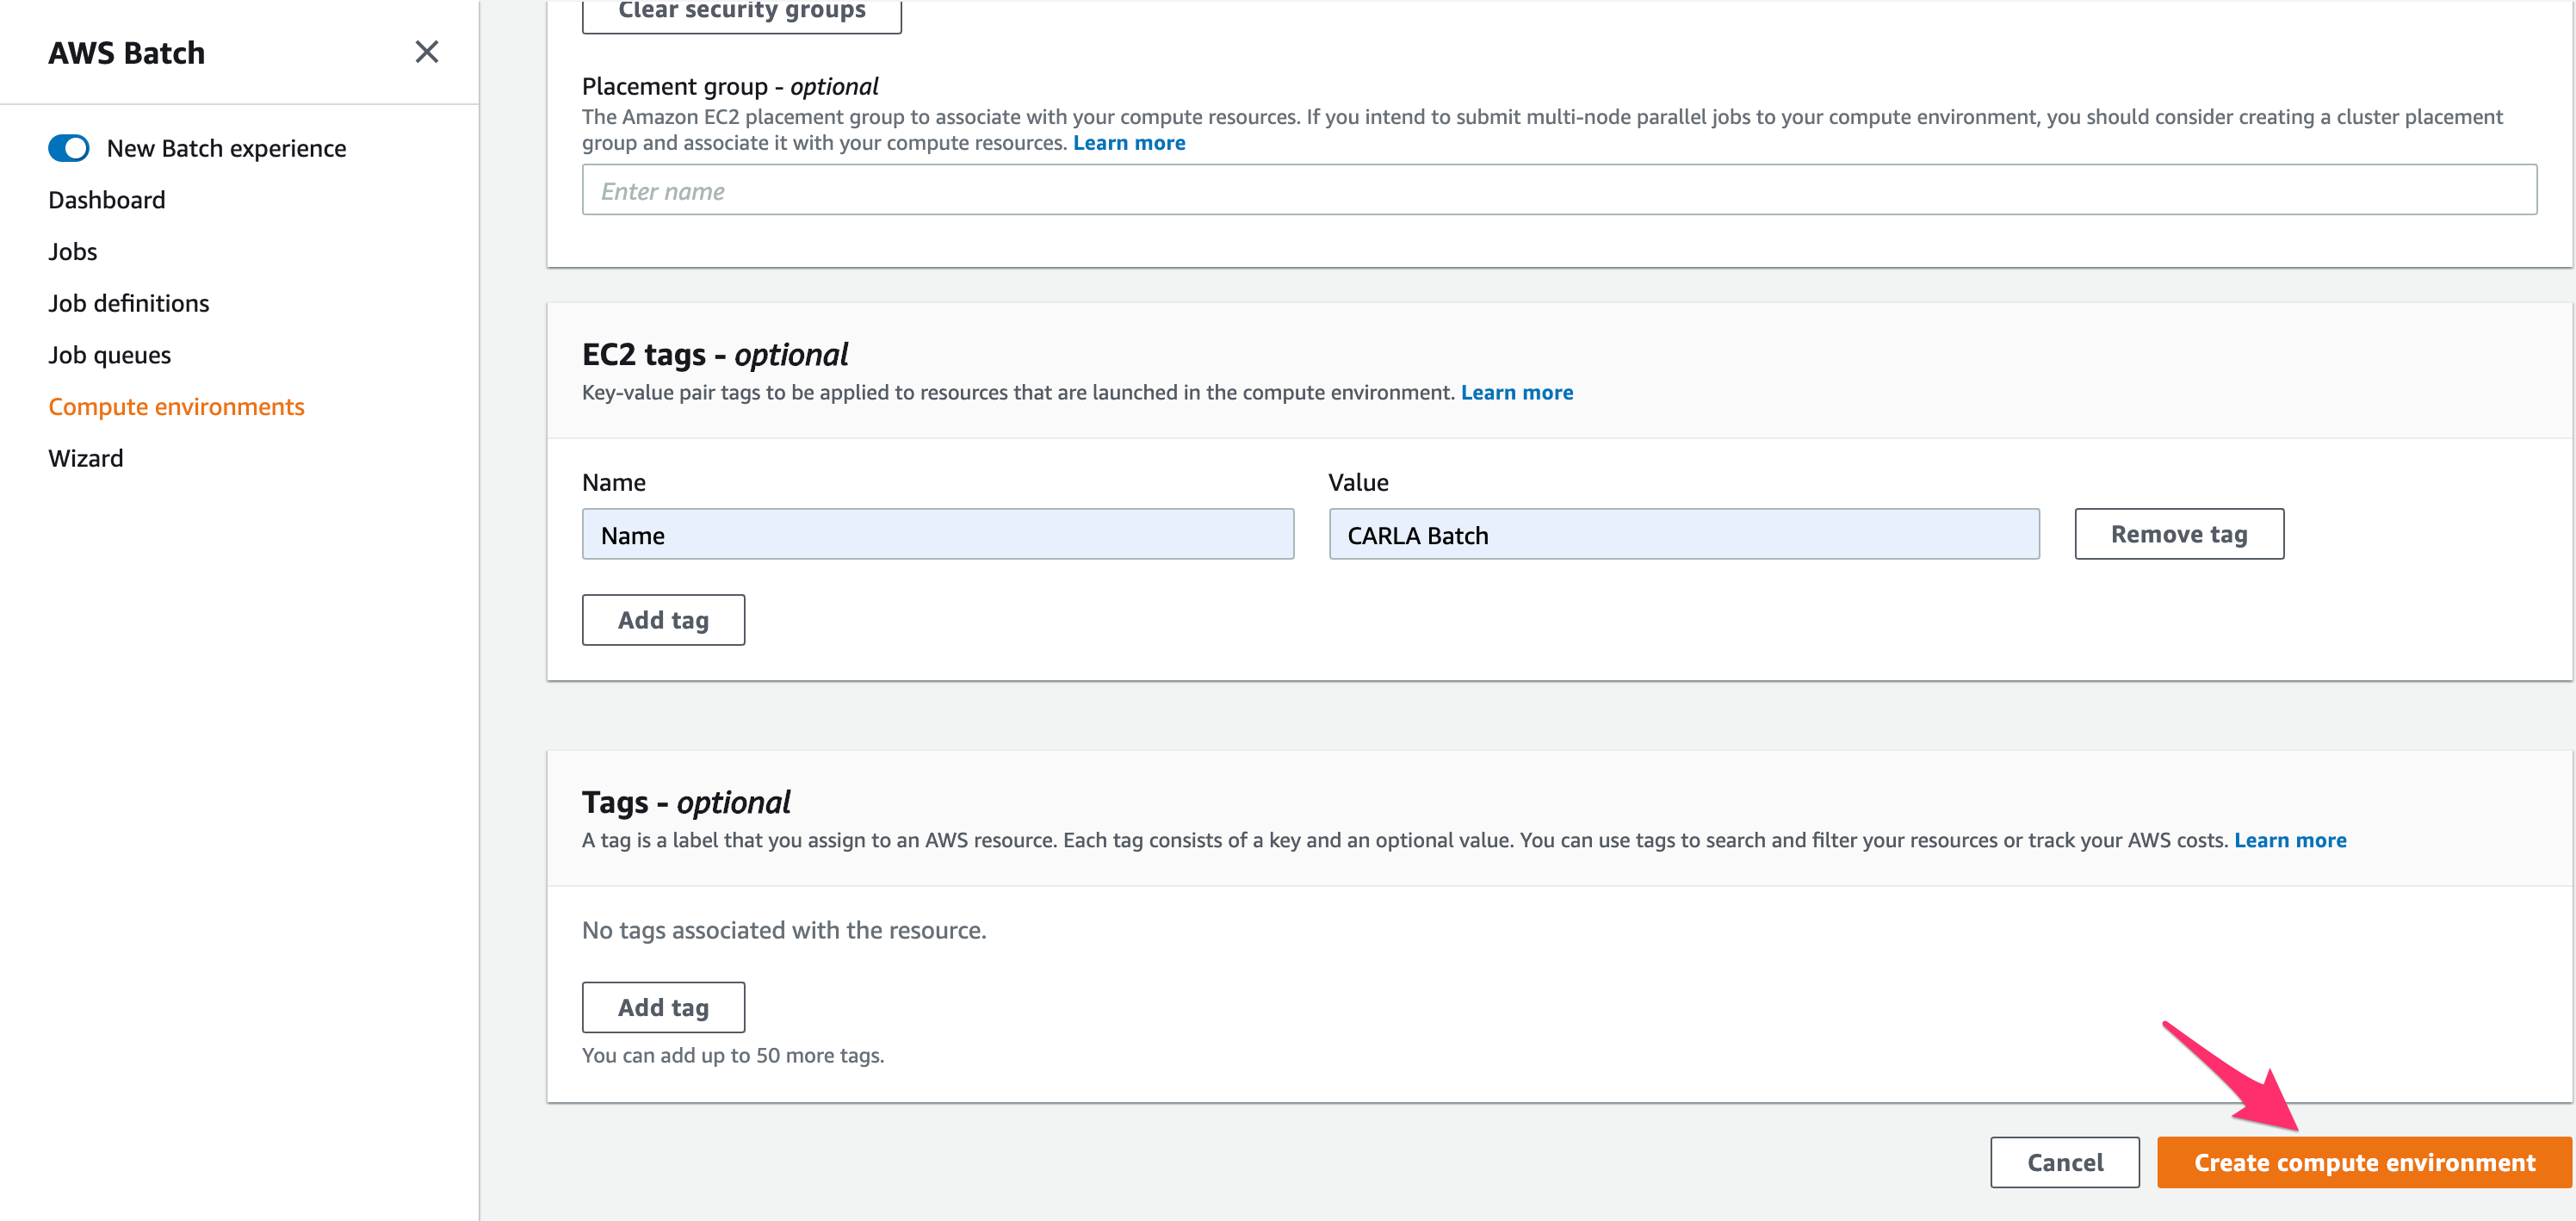 AWS Batch
New Batch experience
Dashboard
Jobs
Job definitions
Job queues
Compute environments
Wizard
Clear security groups
Placement group - optional
The Amazon EC2 placement group to associate with your compute resources. If you intend to submit multi-node parallel jobs to your compute environment, you should consider creating a cluster placement
group and associate it with your compute resources. Learn more
Enter name
EC2 tags - optional
Key-value pair tags to be applied to resources that are launched in the compute environment. Learn more
Name Value
Name CARLA Batch Remove tag
Add tag
Tags - optional
A tag is a label that you assign to an AWS resource. Each tag consists of a key and an optional value. You can use tags to search and filter your resources or track your AWS costs. Learn more
No tags associated with the resource.
Add tag
You can add up to 50 more tags.
Cancel Create compute environment